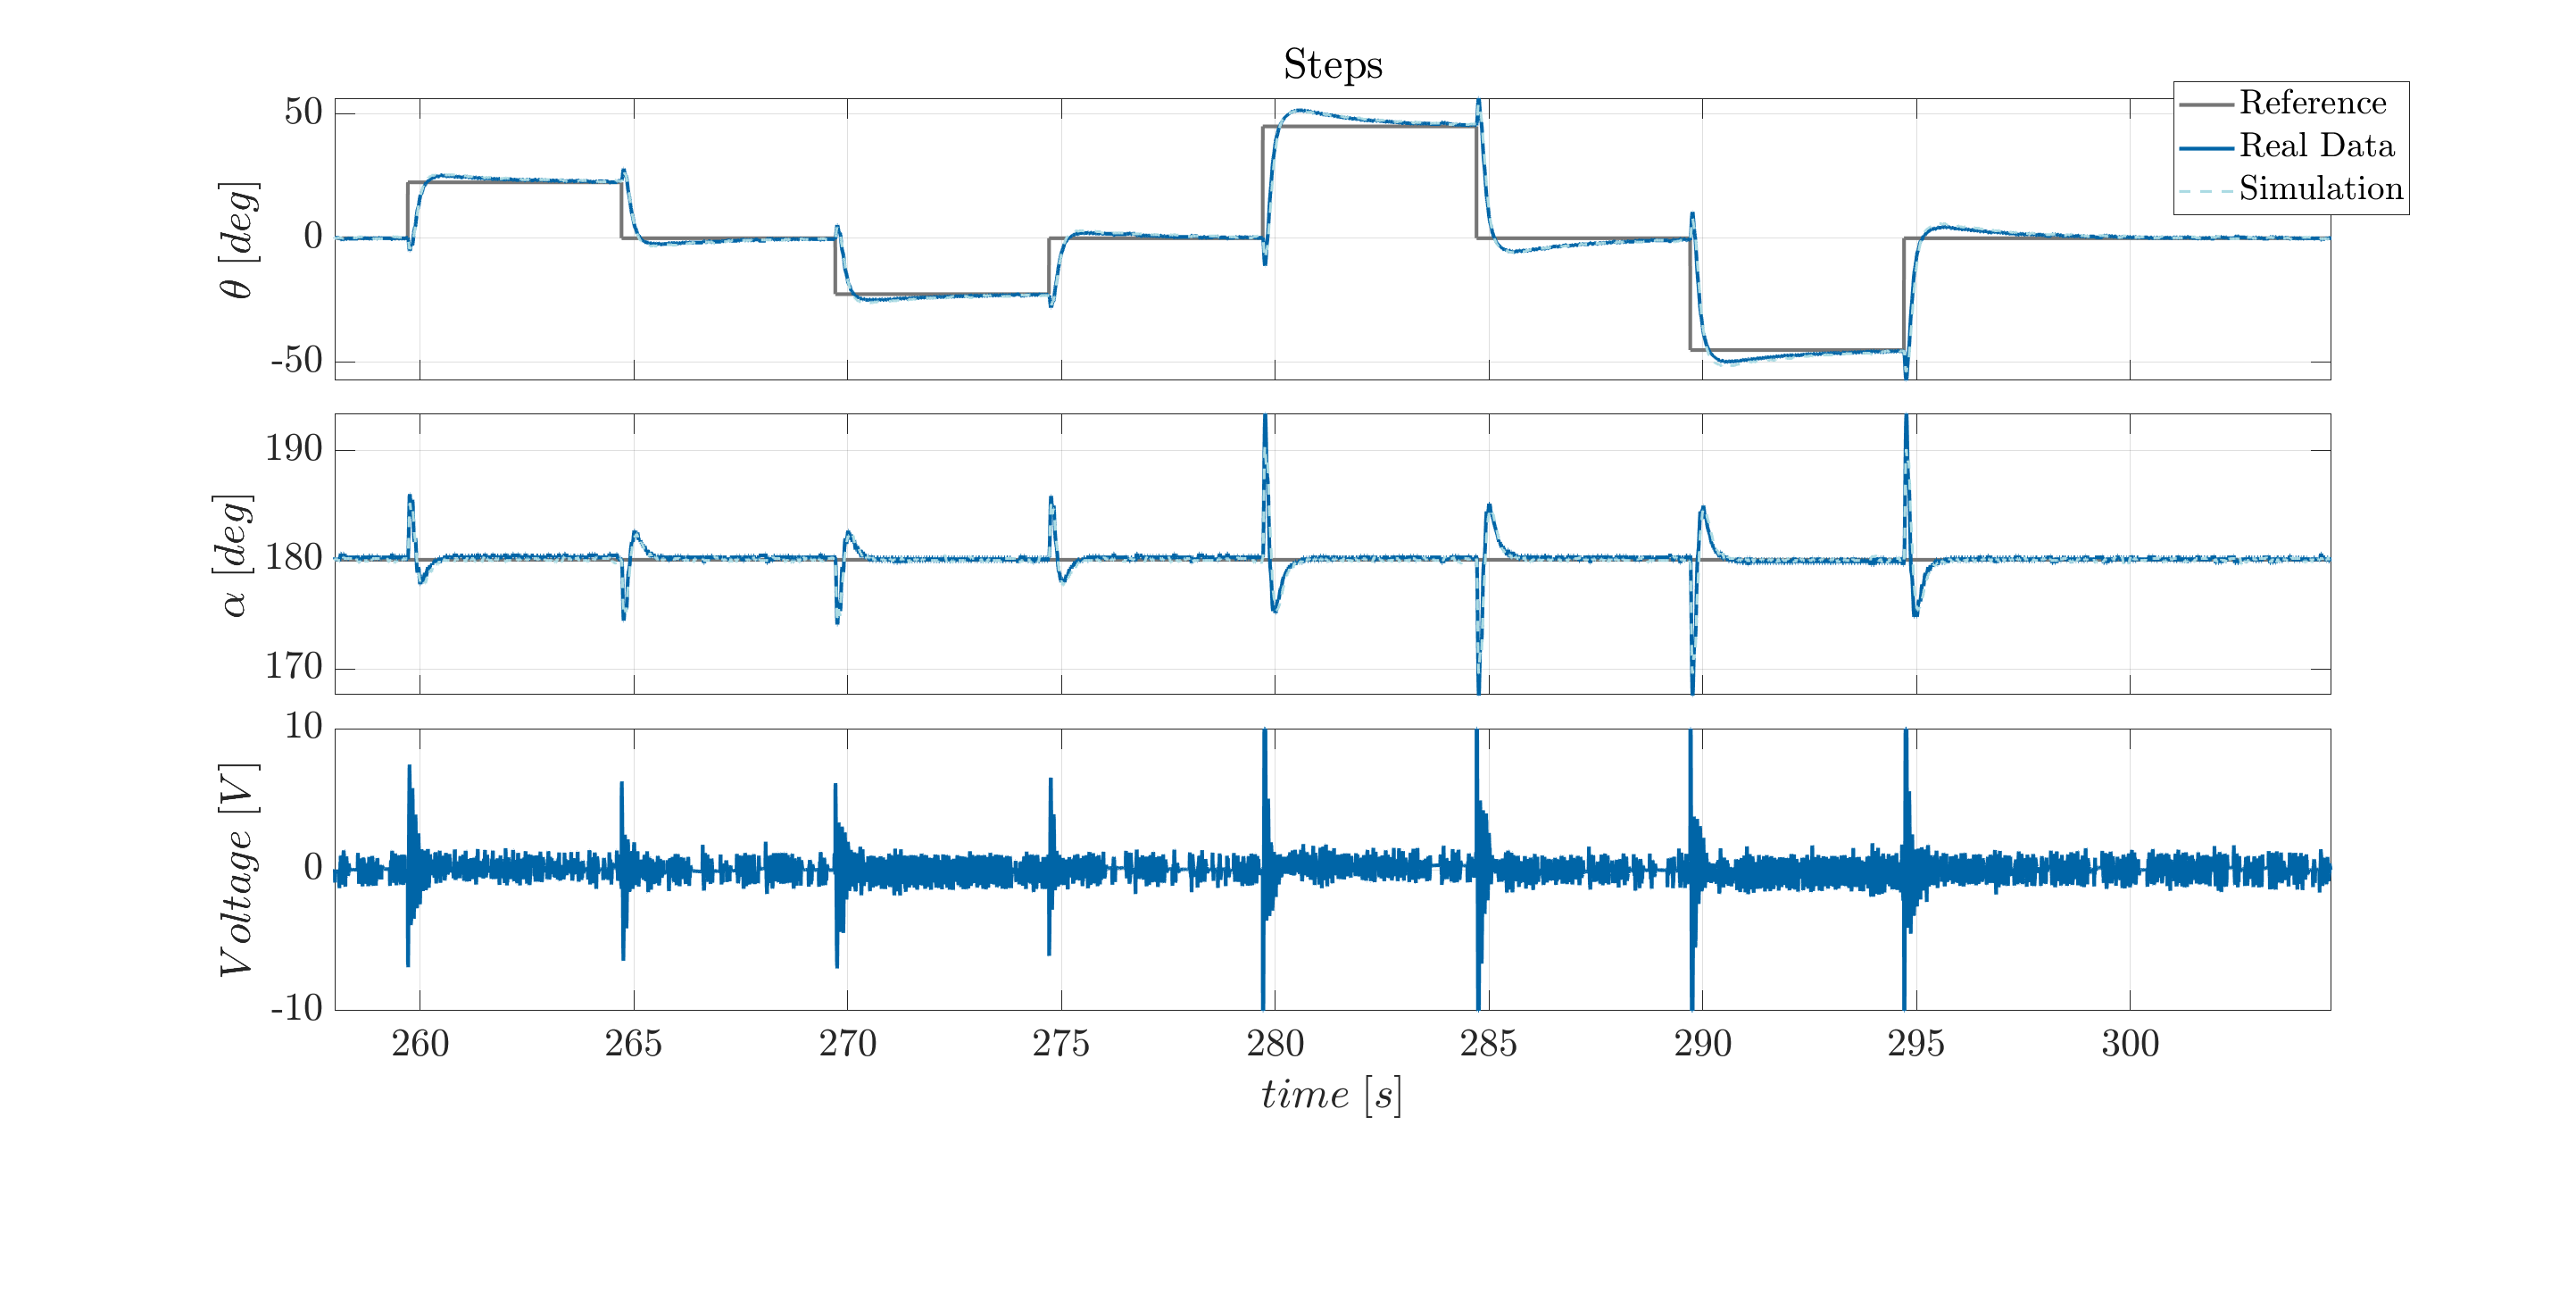 Steps
Reference
Real Data
Simulation
50
0
-50
θ [deg]
190
180
170
α [deg]
10
0
-10
Voltage [V]
260 265 270 275 280 285 290 295 300
time [s]